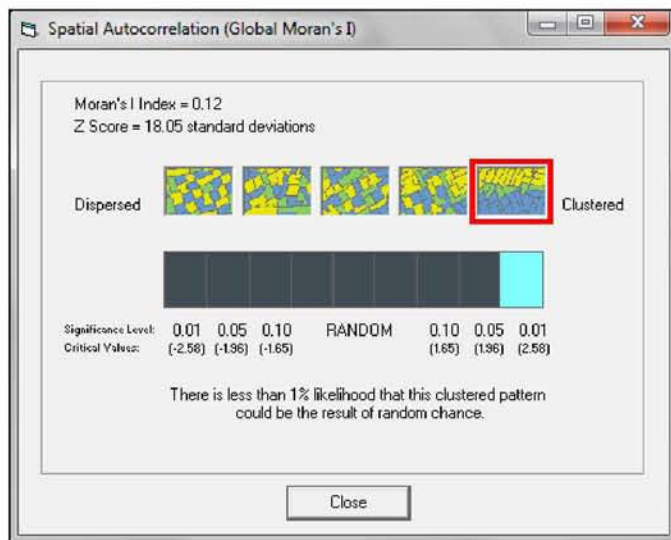 Spatial Autocorrelation (Global Moran's I)
Moran's I Index = 0.12
Z Score = 18.05 standard deviations
Dispersed Clustered
Significance Level: 0.01 0.05 0.10 RANDOM 0.10 0.05 0.01
Critical Values: (-2.58) (-1.96) (-1.65) (1.65) (1.96) (2.58)
There is less than 1% likelihood that this clustered pattern
could be the result of random chance.
Close